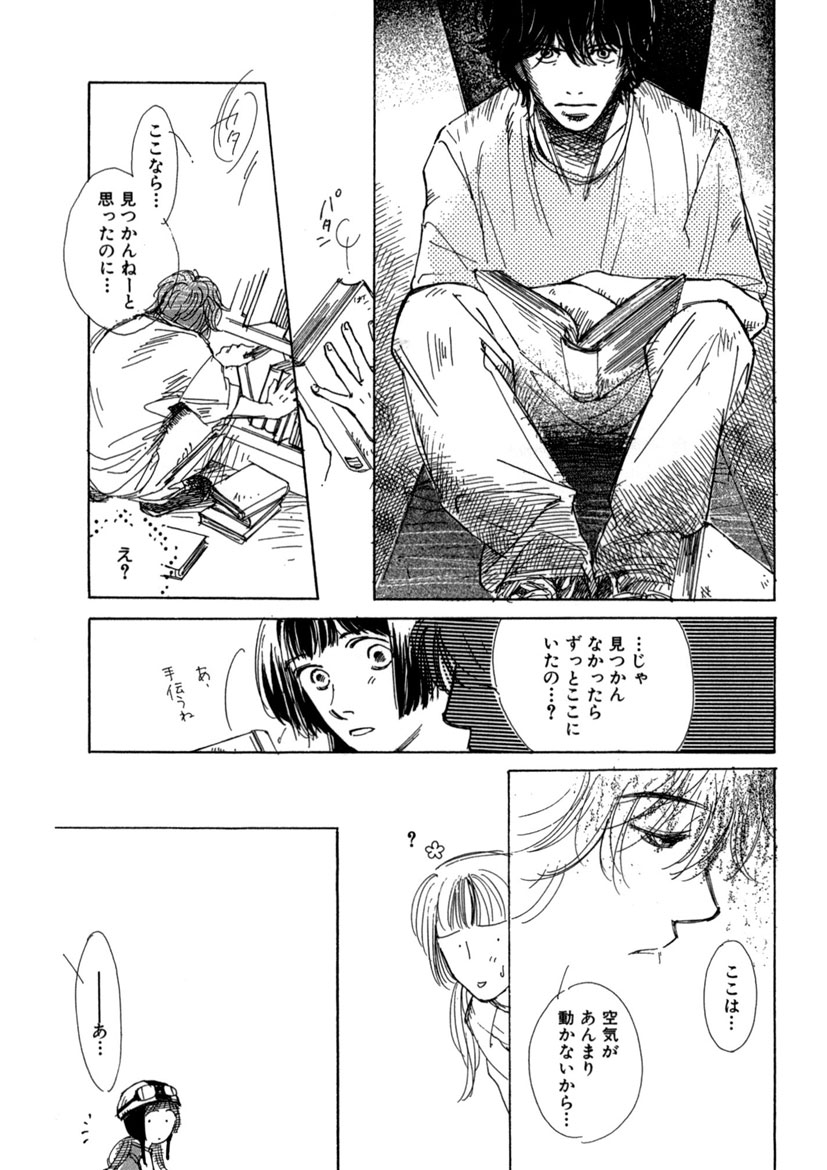 パタン
カタ
ここなら…
見つかんねーと
思ったのに…
え?
…じゃ
見つかん
なかったら
ずっとここに
いたの…?
あ、
手伝うね
ここは…
空気が
あんまり
動かないから…
?
──あ…